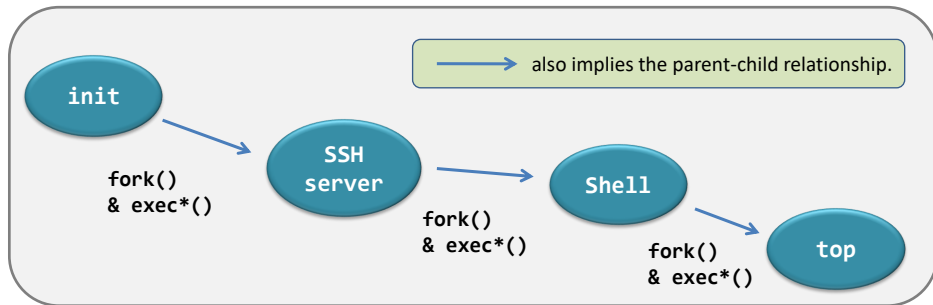 also implies the parent-child relationship.
init
SSH
server
fork()
& exec*()
Shell
fork()
& exec*()
top
fork()
& exec*()